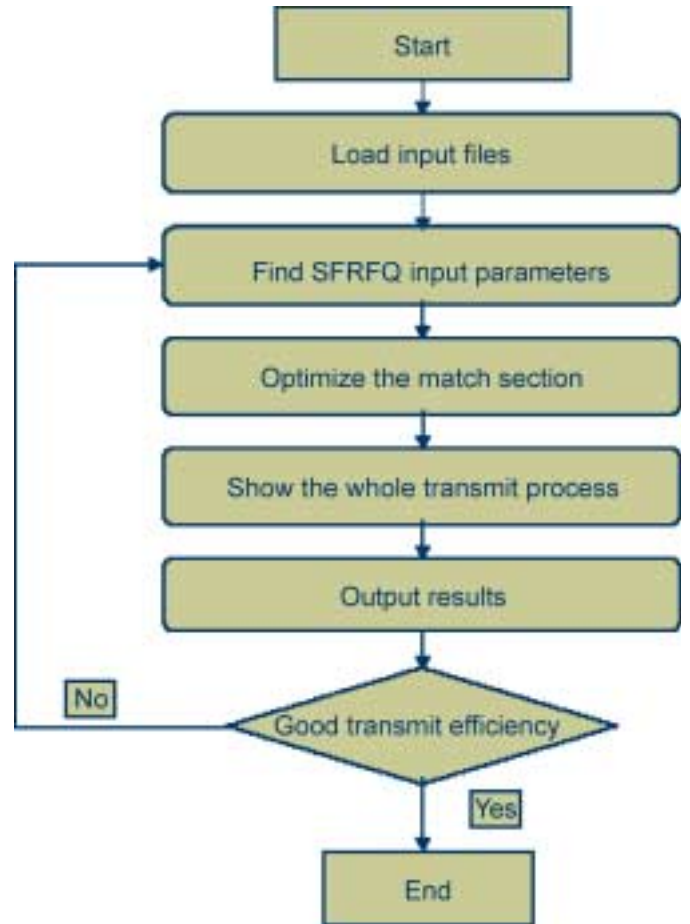 Start
Load input files
Find SFRFQ input parameters
Optimize the match section
Show the whole transmit process
Output results
No
Good transmit efficiency
Yes
End